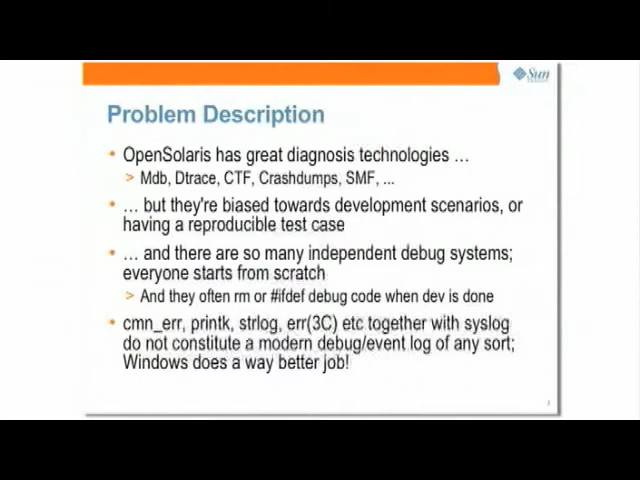 Sun
Problem Description
• OpenSolaris has great diagnosis technologies …
> Mdb, Dtrace, CTF, Crashdumps, SMF, ...
• … but they're biased towards development scenarios, or
having a reproducible test case
• … and there are so many independent debug systems;
everyone starts from scratch
> And they often rm or #ifdef debug code when dev is done
• cmn_err, printk, strlog, err(3C) etc together with syslog
do not constitute a modern debug/event log of any sort;
Windows does a way better job!